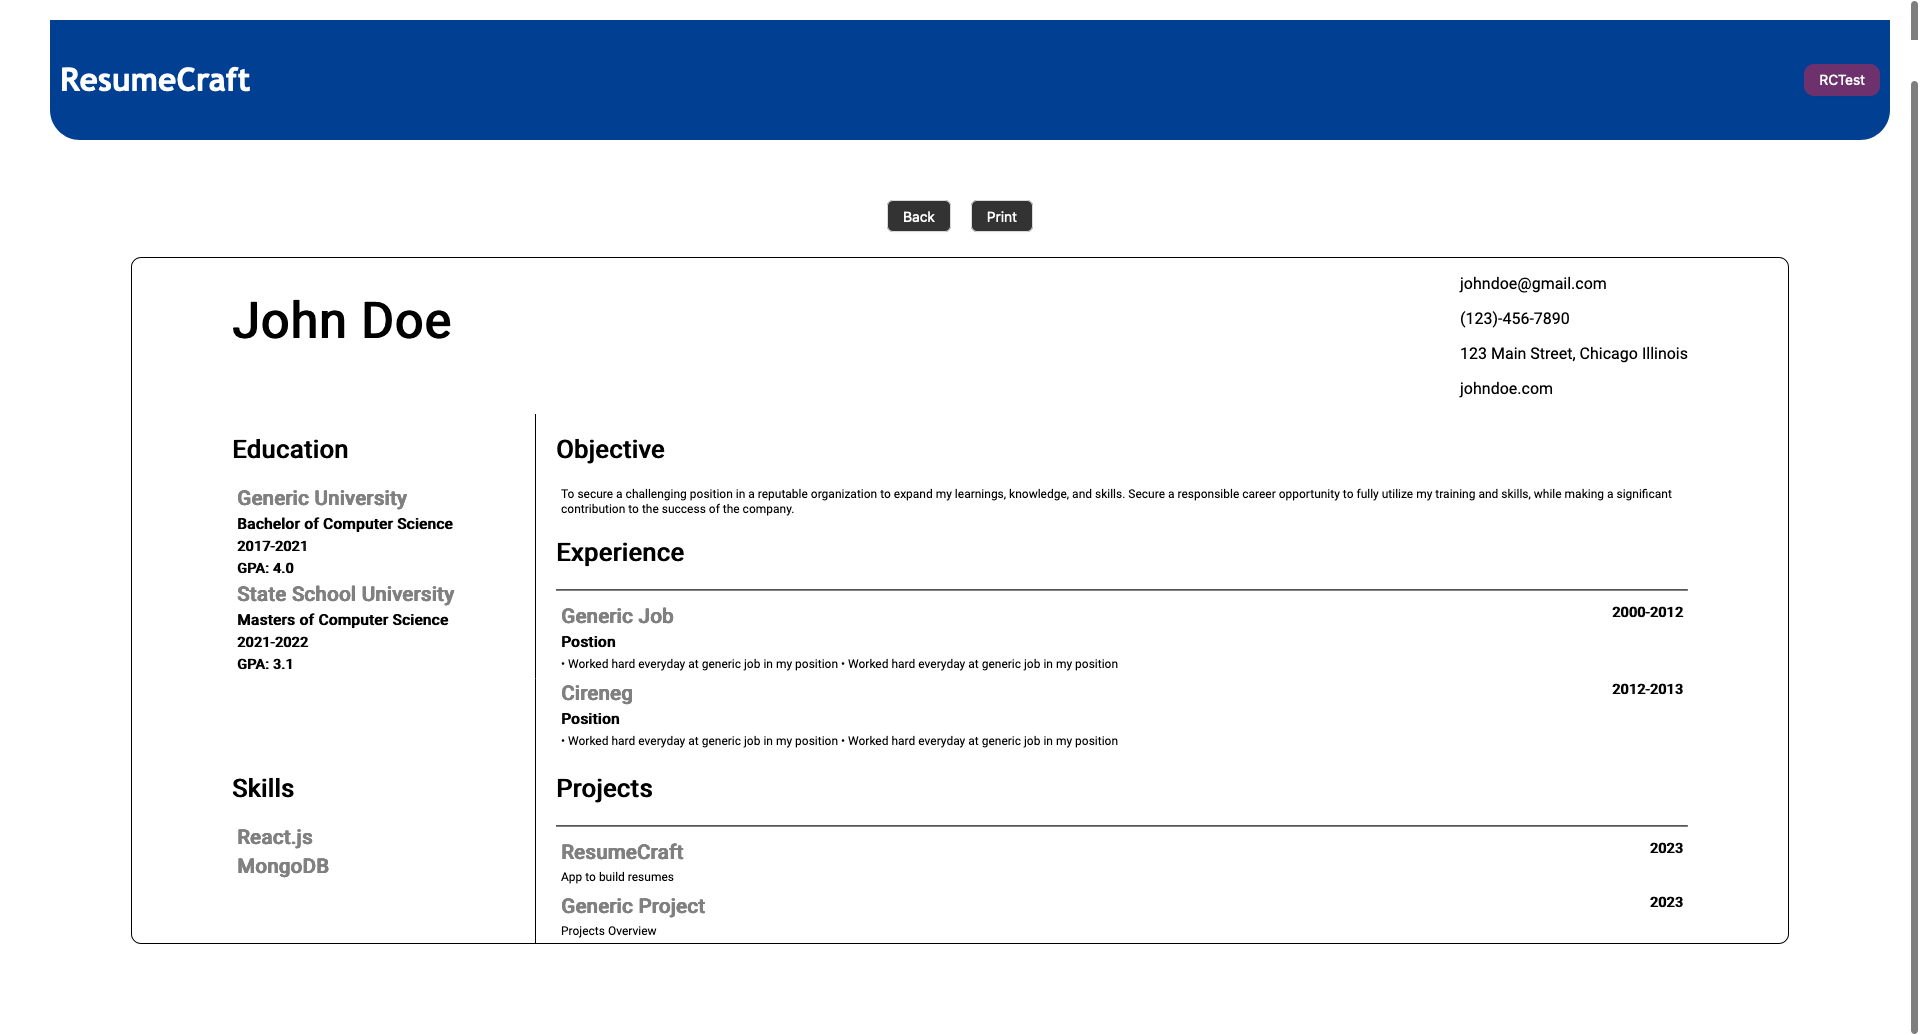 ResumeCraft
RCTest
Back
Print
John Doe
johndoe@gmail.com
(123)-456-7890
123 Main Street, Chicago Illinois
johndoe.com
Education
Generic University
Bachelor of Computer Science
2017-2021
GPA: 4.0
State School University
Masters of Computer Science
2021-2022
GPA: 3.1
Objective
To secure a challenging position in a reputable organization to expand my learnings, knowledge, and skills. Secure a responsible career opportunity to fully utilize my training and skills, while making a significant
contribution to the success of the company.
Experience
Generic Job
2000-2012
Postion
• Worked hard everyday at generic job in my position • Worked hard everyday at generic job in my position
Cireneg
2012-2013
Position
• Worked hard everyday at generic job in my position • Worked hard everyday at generic job in my position
Skills
React.js
MongoDB
Projects
ResumeCraft
2023
App to build resumes
Generic Project
2023
Projects Overview